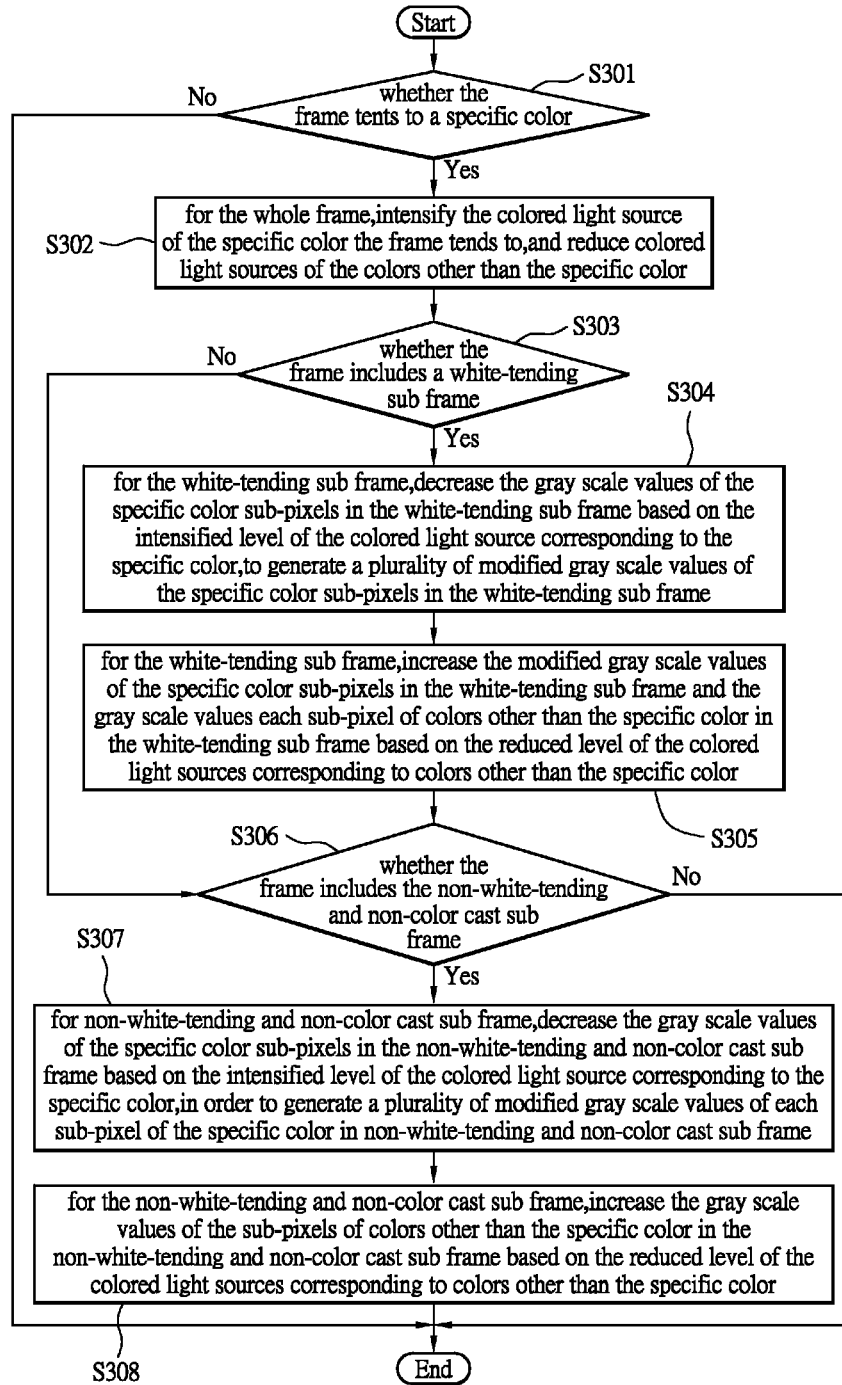 Start
S301
No
whether the
frame tents to a specific color
Yes
S302
for the whole frame,intensify the colored light source
of the specific color the frame tends to,and reduce colored
light sources of the colors other than the specific color
S303
No
whether the
frame includes a white-tending
sub frame
S304
Yes
for the white-tending sub frame,decrease the gray scale values of the
specific color sub-pixels in the white-tending sub frame based on the
intensified level of the colored light source corresponding to the
specific color,to generate a plurality of modified gray scale values of
the specific color sub-pixels in the white-tending sub frame
for the white-tending sub frame,increase the modified gray scale values
of the specific color sub-pixels in the white-tending sub frame and the
gray scale values each sub-pixel of colors other than the specific color in
the white-tending sub frame based on the reduced level of the colored
light sources corresponding to colors other than the specific color
S305
S306
whether the
frame includes the non-white-tending
and non-color cast sub
frame
No
S307
Yes
for non-white-tending and non-color cast sub frame,decrease the gray scale values
of the specific color sub-pixels in the non-white-tending and non-color cast sub
frame based on the intensified level of the colored light source corresponding to the
specific color,in order to generate a plurality of modified gray scale values of each
sub-pixel of the specific color in non-white-tending and non-color cast sub frame
for the non-white-tending and non-color cast sub frame,increase the gray scale
values of the sub-pixels of colors other than the specific color in the
non-white-tending and non-color cast sub frame based on the reduced level of the
colored light sources corresponding to colors other than the specific color
S308
End